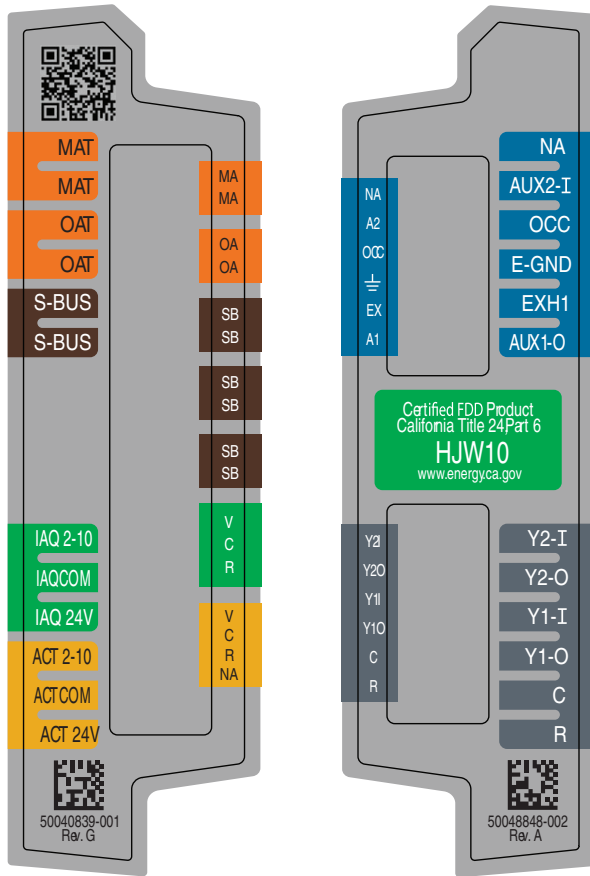 MAT
MAT
OAT
OAT
S-BUS
S-BUS
IAQ 2-10
IAQCOM
IAQ 24V
ACT 2-10
ACTCOM
ACT 24V
50040839-001
Rev. G
MA
MA
OA
OA
SB
SB
SB
SB
SB
SB
V
C
R
V
C
R
NA
NA
A2
OCC
EX
A1
NA
AUX2-I
OCC
E-GND
EXH1
AUX1-O
Certified FDD Product
California Title 24, Part 6
HJW10
www.energy.ca.gov
Y2I
Y2O
Y1I
Y1O
C
R
Y2-I
Y2-O
Y1-I
Y1-O
C
R
50048848-002
Rev. A